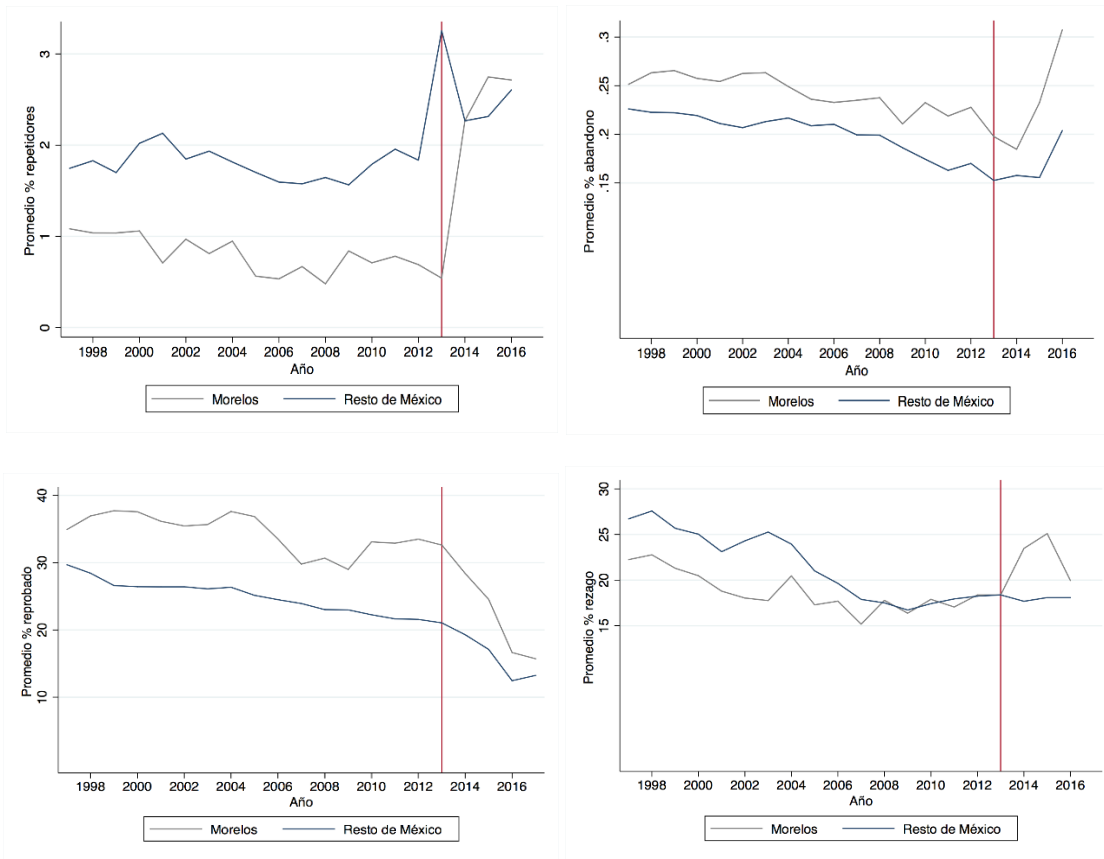 Promedio % repetidores
3
2
1
0
1998 2000 2002 2004 2006 2008 2010 2012 2014 2016
Año
Morelos Resto de México
Promedio % abandono
.3
.25
.2
.15
1998 2000 2002 2004 2006 2008 2010 2012 2014 2016
Año
Morelos Resto de México
Promedio % reprobado
40
30
20
10
1998 2000 2002 2004 2006 2008 2010 2012 2014 2016
Año
Morelos Resto de México
Promedio % rezago
30
25
20
15
1998 2000 2002 2004 2006 2008 2010 2012 2014 2016
Año
Morelos Resto de México